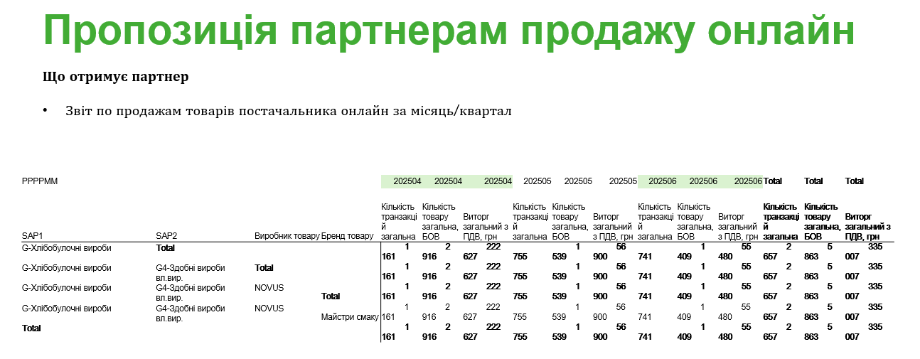 Пропозиція партнерам продажу онлайн
Що отримує партнер
• Звіт по продажам товарів постачальника онлайн за місяць/квартал
РРРРММ 202504 202504 202504 202505 202505 202505 202506 202506 202506 Total Total Total
SAP1 SAP2 Виробник товару Бренд товару Кількість транзакцій загальна Кількість товару загальна, БОВ Виторг загальний з ПДВ, грн Кількість транзакцій загальна Кількість товару загальна, БОВ Виторг загальний з ПДВ, грн Кількість транзакцій загальна Кількість товару загальна, БОВ Виторг загальний з ПДВ, грн Кількість транзакцій загальна Кількість товару загальна, БОВ Виторг загальний з ПДВ, грн
G-Хлібобулочні вироби Total 1 161 2 916 222 627 755 1 539 56 900 741 1 409 55 480 2 657 5 863 335 007
G-Хлібобулочні вироби G4-Здобні вироби вл.вир. Total 1 161 2 916 222 627 755 1 539 56 900 741 1 409 55 480 2 657 5 863 335 007
G-Хлібобулочні вироби G4-Здобні вироби вл.вир. NOVUS Total 1 161 2 916 222 627 755 1 539 56 900 741 1 409 55 480 2 657 5 863 335 007
G-Хлібобулочні вироби G4-Здобні вироби вл.вир. NOVUS Майстри смаку 1 161 2 916 222 627 755 1 539 56 900 741 1 409 55 480 2 657 5 863 335 007
Total 1 161 2 916 222 627 755 1 539 56 900 741 1 409 55 480 2 657 5 863 335 007